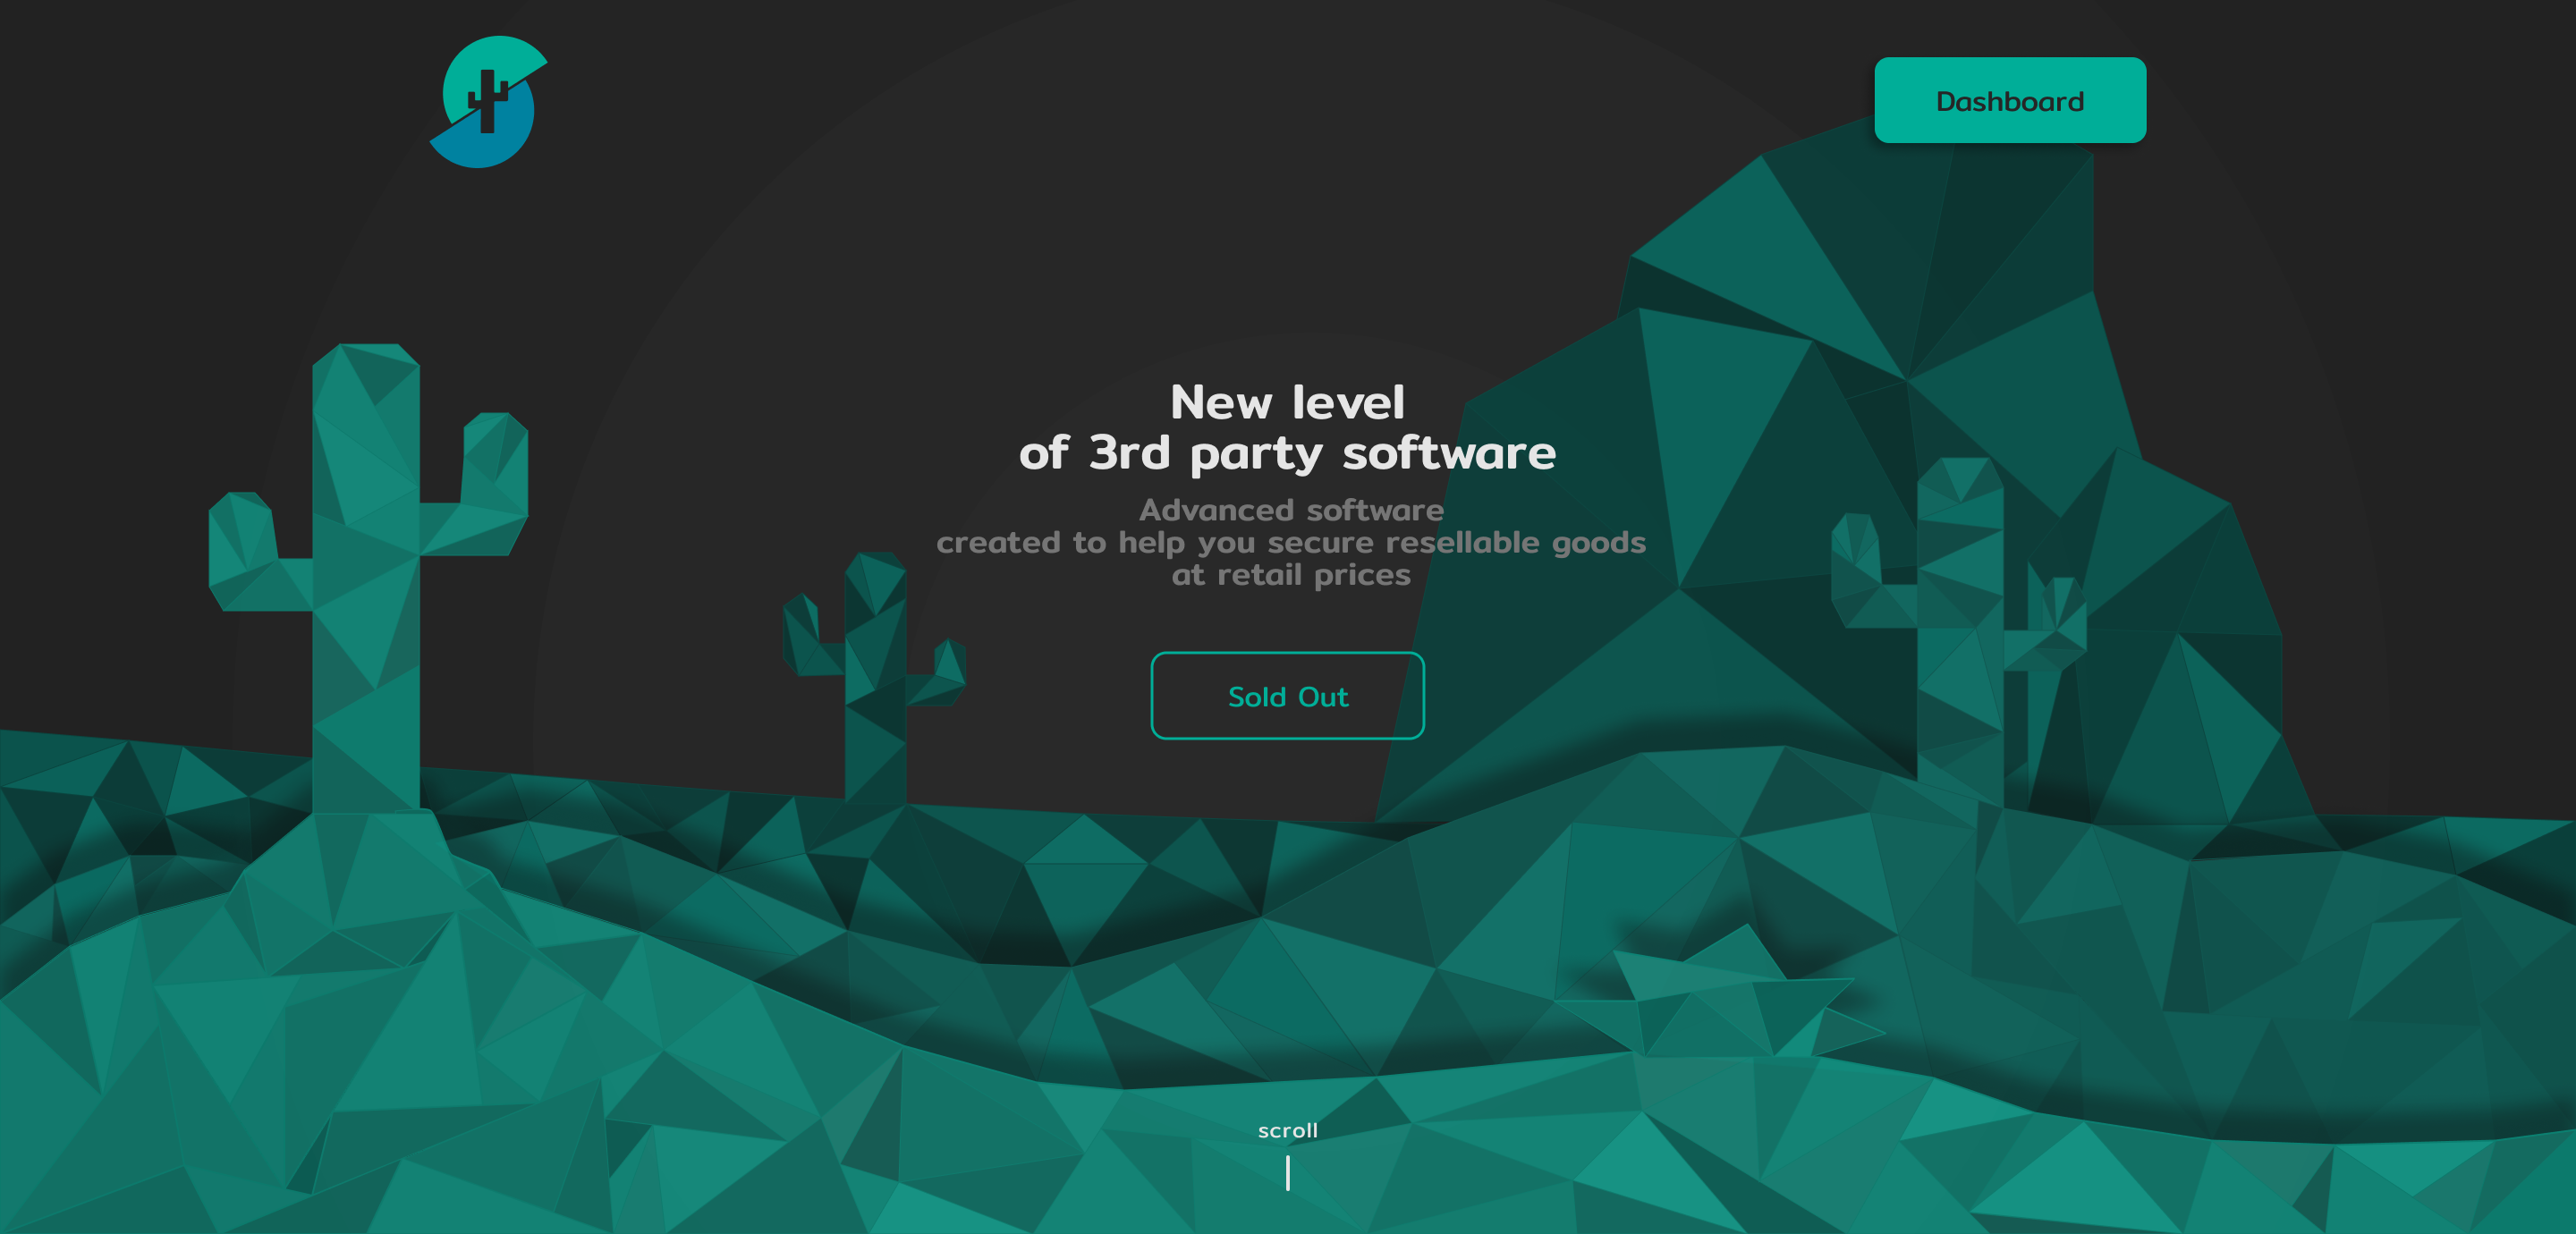 Dashboard
New level
of 3rd party software
Advanced software
created to help you secure resellable goods
at retail prices
Sold Out
scroll